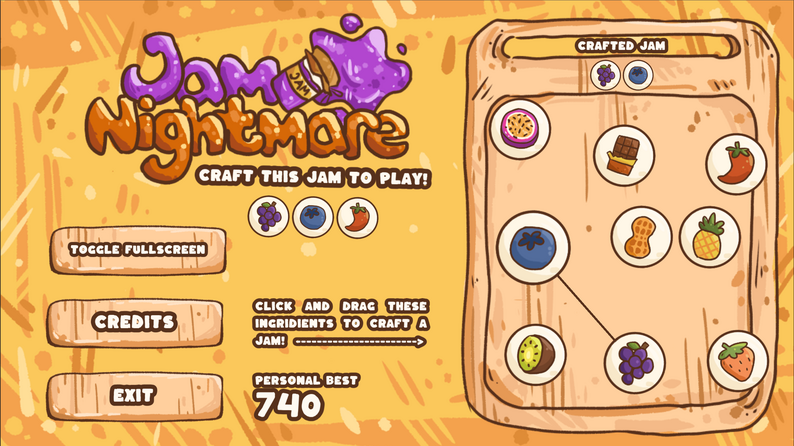 Jam
JAM
Nightmare
CRAFT THIS JAM TO PLAY!
TOGGLE FULLSCREEN
CREDITS
EXIT
CLICK AND DRAG THESE
INGRIDIENTS TO CRAFT A
JAM! ---------------------->
PERSONAL BEST
740
CRAFTED JAM